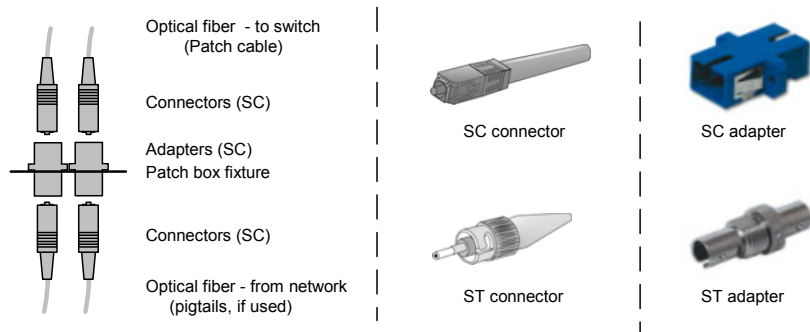 Optical fiber - to switch
(Patch cable)
Connectors (SC)
Adapters (SC)
Patch box fixture
Connectors (SC)
Optical fiber - from network
(pigtails, if used)
SC connector
ST connector
SC adapter
ST adapter